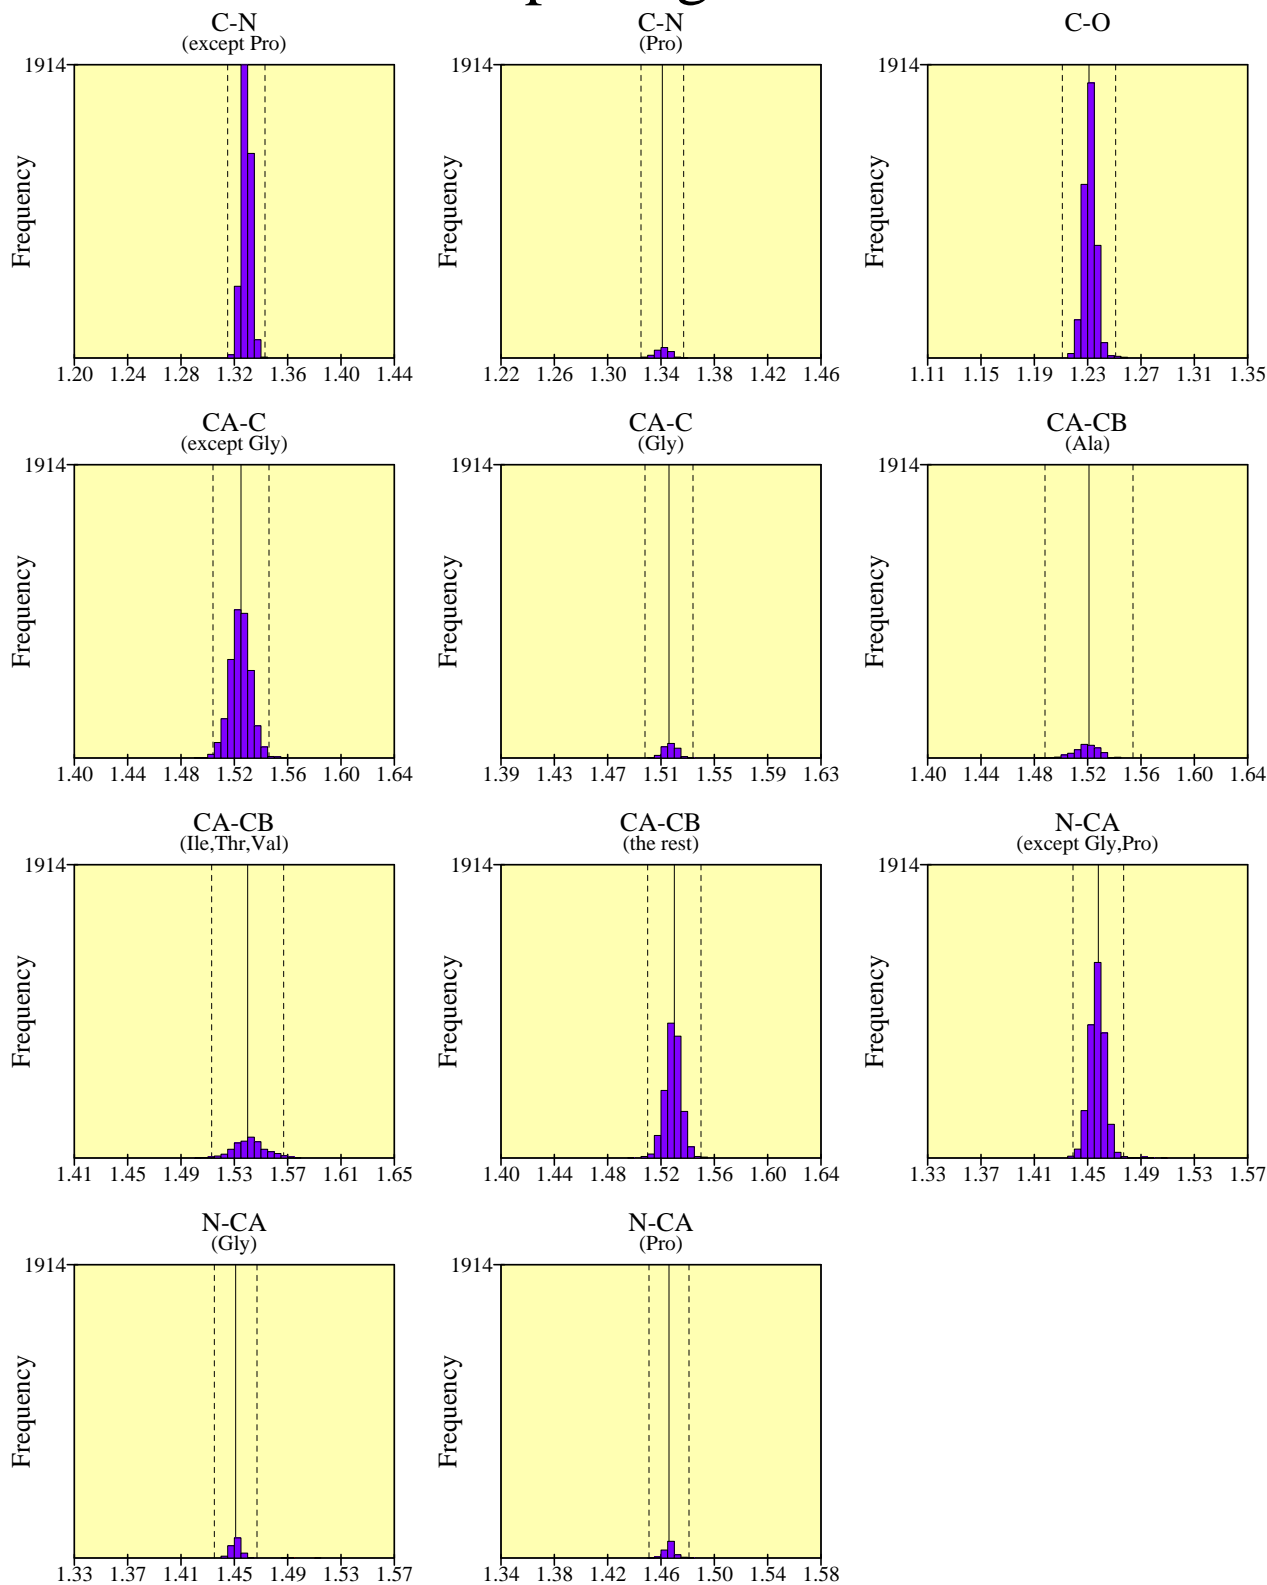 C-N
(except Pro)
1914
Frequency
1.20 1.24 1.28 1.32 1.36 1.40 1.44
C-N
(Pro)
1914
Frequency
1.22 1.26 1.30 1.34 1.38 1.42 1.46
C-O
1914
Frequency
1.11 1.15 1.19 1.23 1.27 1.31 1.35
CA-C
(except Gly)
1914
Frequency
1.40 1.44 1.48 1.52 1.56 1.60 1.64
CA-C
(Gly)
1914
Frequency
1.39 1.43 1.47 1.51 1.55 1.59 1.63
CA-CB
(Ala)
1914
Frequency
1.40 1.44 1.48 1.52 1.56 1.60 1.64
CA-CB
(Ile,Thr,Val)
1914
Frequency
1.41 1.45 1.49 1.53 1.57 1.61 1.65
CA-CB
(the rest)
1914
Frequency
1.40 1.44 1.48 1.52 1.56 1.60 1.64
N-CA
(except Gly,Pro)
1914
Frequency
1.33 1.37 1.41 1.45 1.49 1.53 1.57
N-CA
(Gly)
1914
Frequency
1.33 1.37 1.41 1.45 1.49 1.53 1.57
N-CA
(Pro)
1914
Frequency
1.34 1.38 1.42 1.46 1.50 1.54 1.58